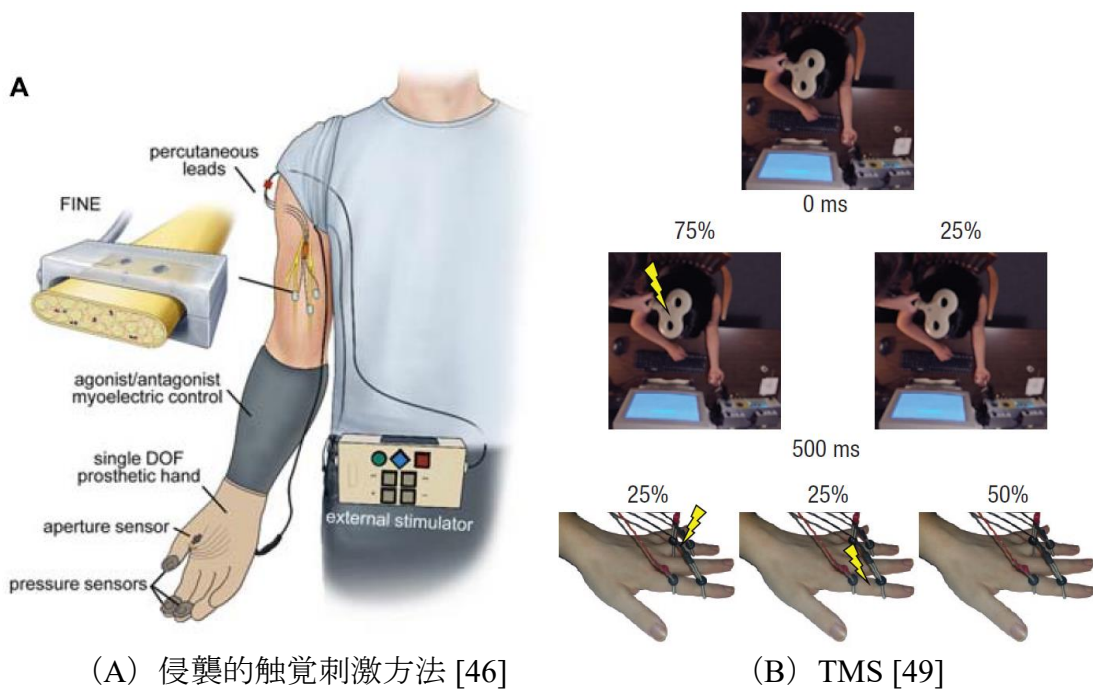 A
percutaneous
leads
FINE
agonist/antagonist
myoelectric control
single DOF
prosthetic hand
aperture sensor
pressure sensors
external stimulator
0 ms
75%
25%
500 ms
25%
25%
50%
（A）侵襲的触覚刺激方法 [46]
（B）TMS [49]